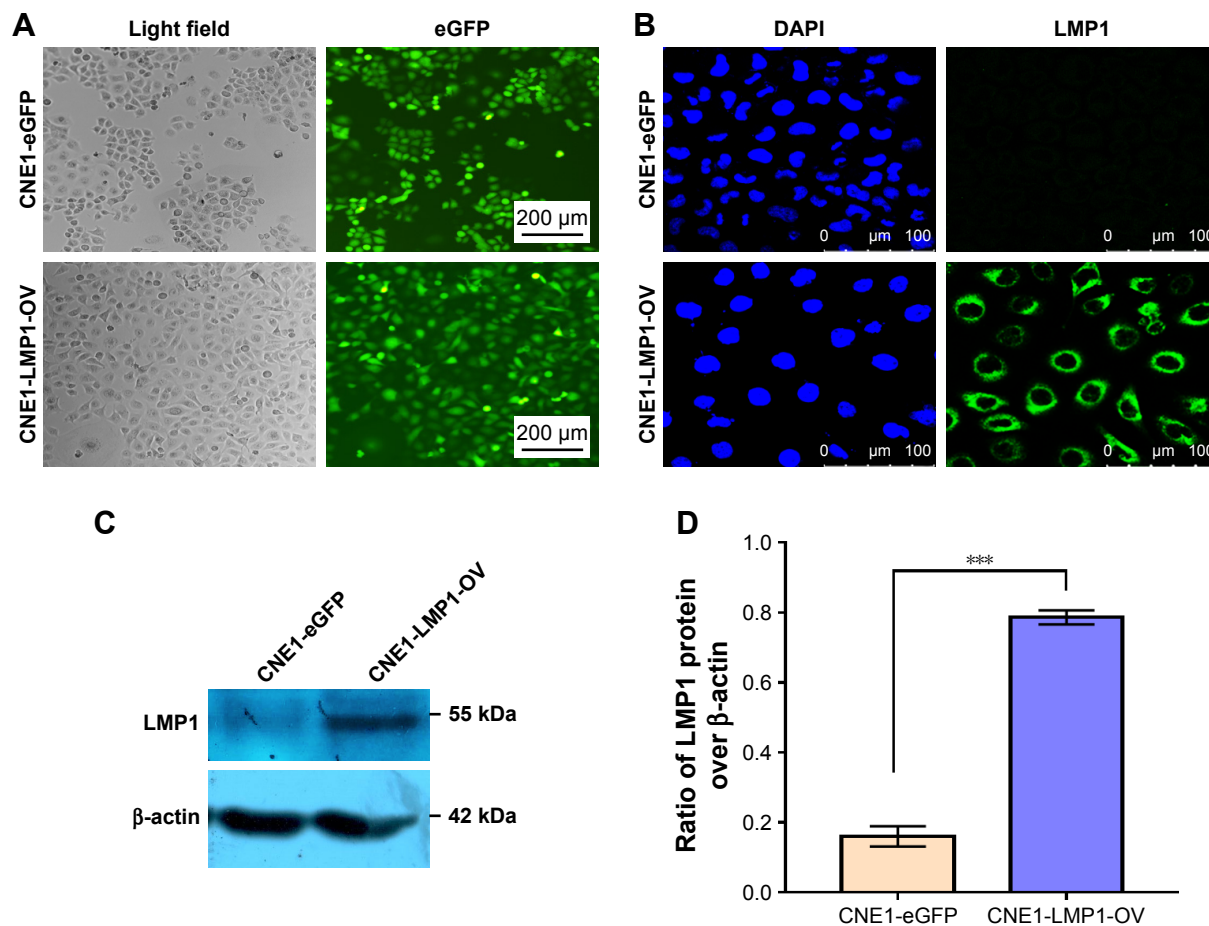 A
Light field
eGFP
CNE1-eGFP
200 µm
CNE1-LMP1-OV
200 µm
B
DAPI
LMP1
CNE1-eGFP
0 µm 100
0 µm 100
CNE1-LMP1-OV
0 µm 100
0 µm 100
C
CNE1-eGFP
CNE1-LMP1-OV
LMP1
55 kDa
β-actin
42 kDa
D
Ratio of LMP1 protein
over β-actin
1.0
0.8
0.6
0.4
0.2
0.0
***
CNE1-eGFP
CNE1-LMP1-OV